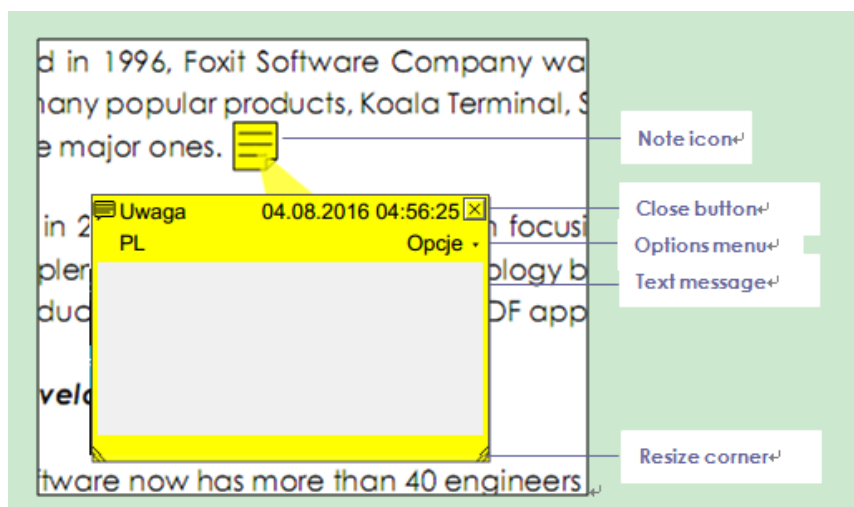 d in 1996, Foxit Software Company wa
any popular products, Koala Terminal, S
e major ones.
Note icon↵
Uwaga 04.08.2016 04:56:25
Close button↵
in 2 n focusi
PL Opcje
Options menu↵
pler ology b
Text message↵
duc DF app
velo
Resize corner↵
ftware now has more than 40 engineers↵